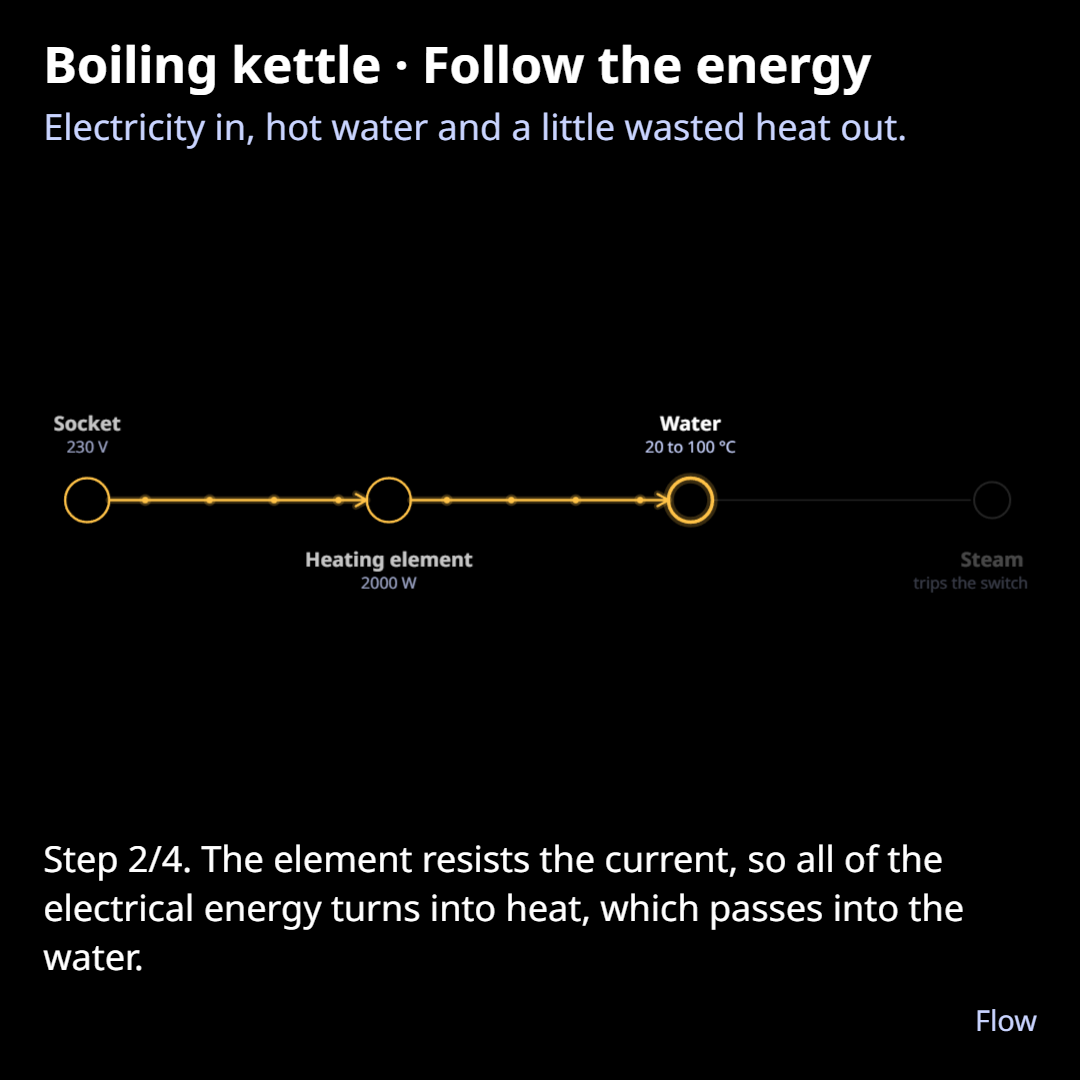 Boiling kettle · Follow the energy
Electricity in, hot water and a little wasted heat out.
Socket
230 V
Water
20 to 100 °C
Heating element
2000 W
Steam
trips the switch
Step 2/4. The element resists the current, so all of the
electrical energy turns into heat, which passes into the
water.
Flow